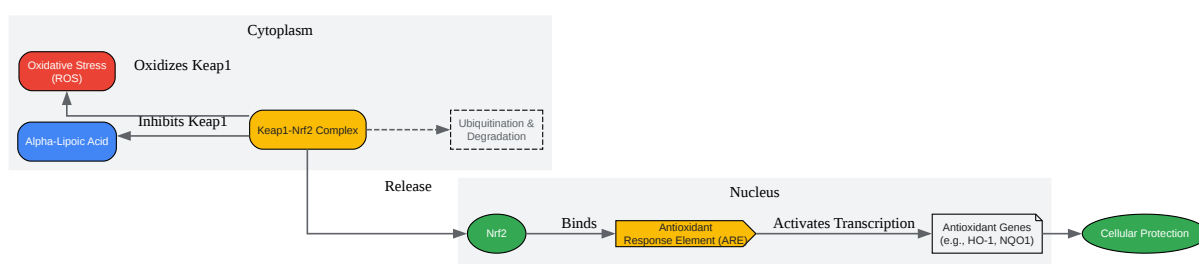 Cytoplasm
Oxidative Stress
(ROS)
Oxidizes Keap1
Inhibits Keap1
Alpha-Lipoic Acid
Keap1-Nrf2 Complex
Ubiquitination &
Degradation
Release
Nucleus
Nrf2
Binds
Antioxidant
Response Element (ARE)
Activates Transcription
Antioxidant Genes
(e.g., HO-1, NQO1)
Cellular Protection